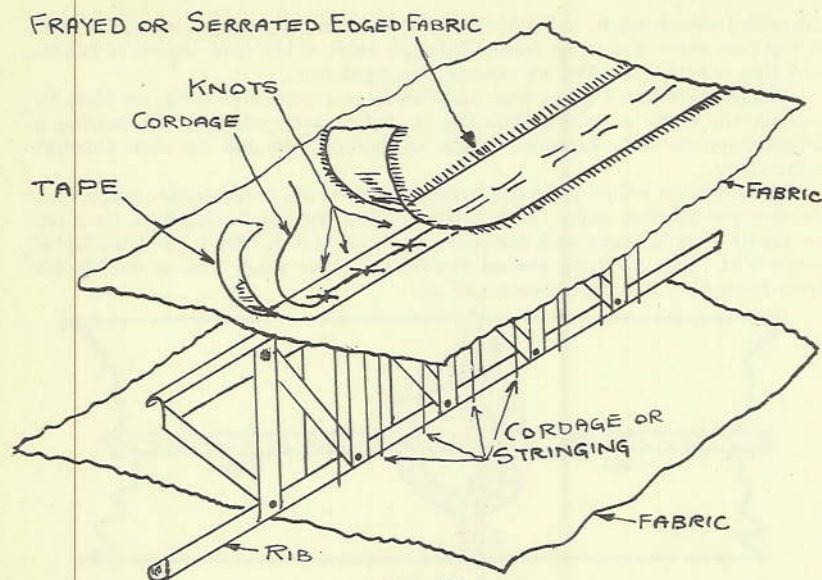 FRAYED OR SERRATED EDGED FABRIC
KNOTS
CORDAGE
TAPE
FABRIC
CORDAGE OR
STRINGING
FABRIC
RIB